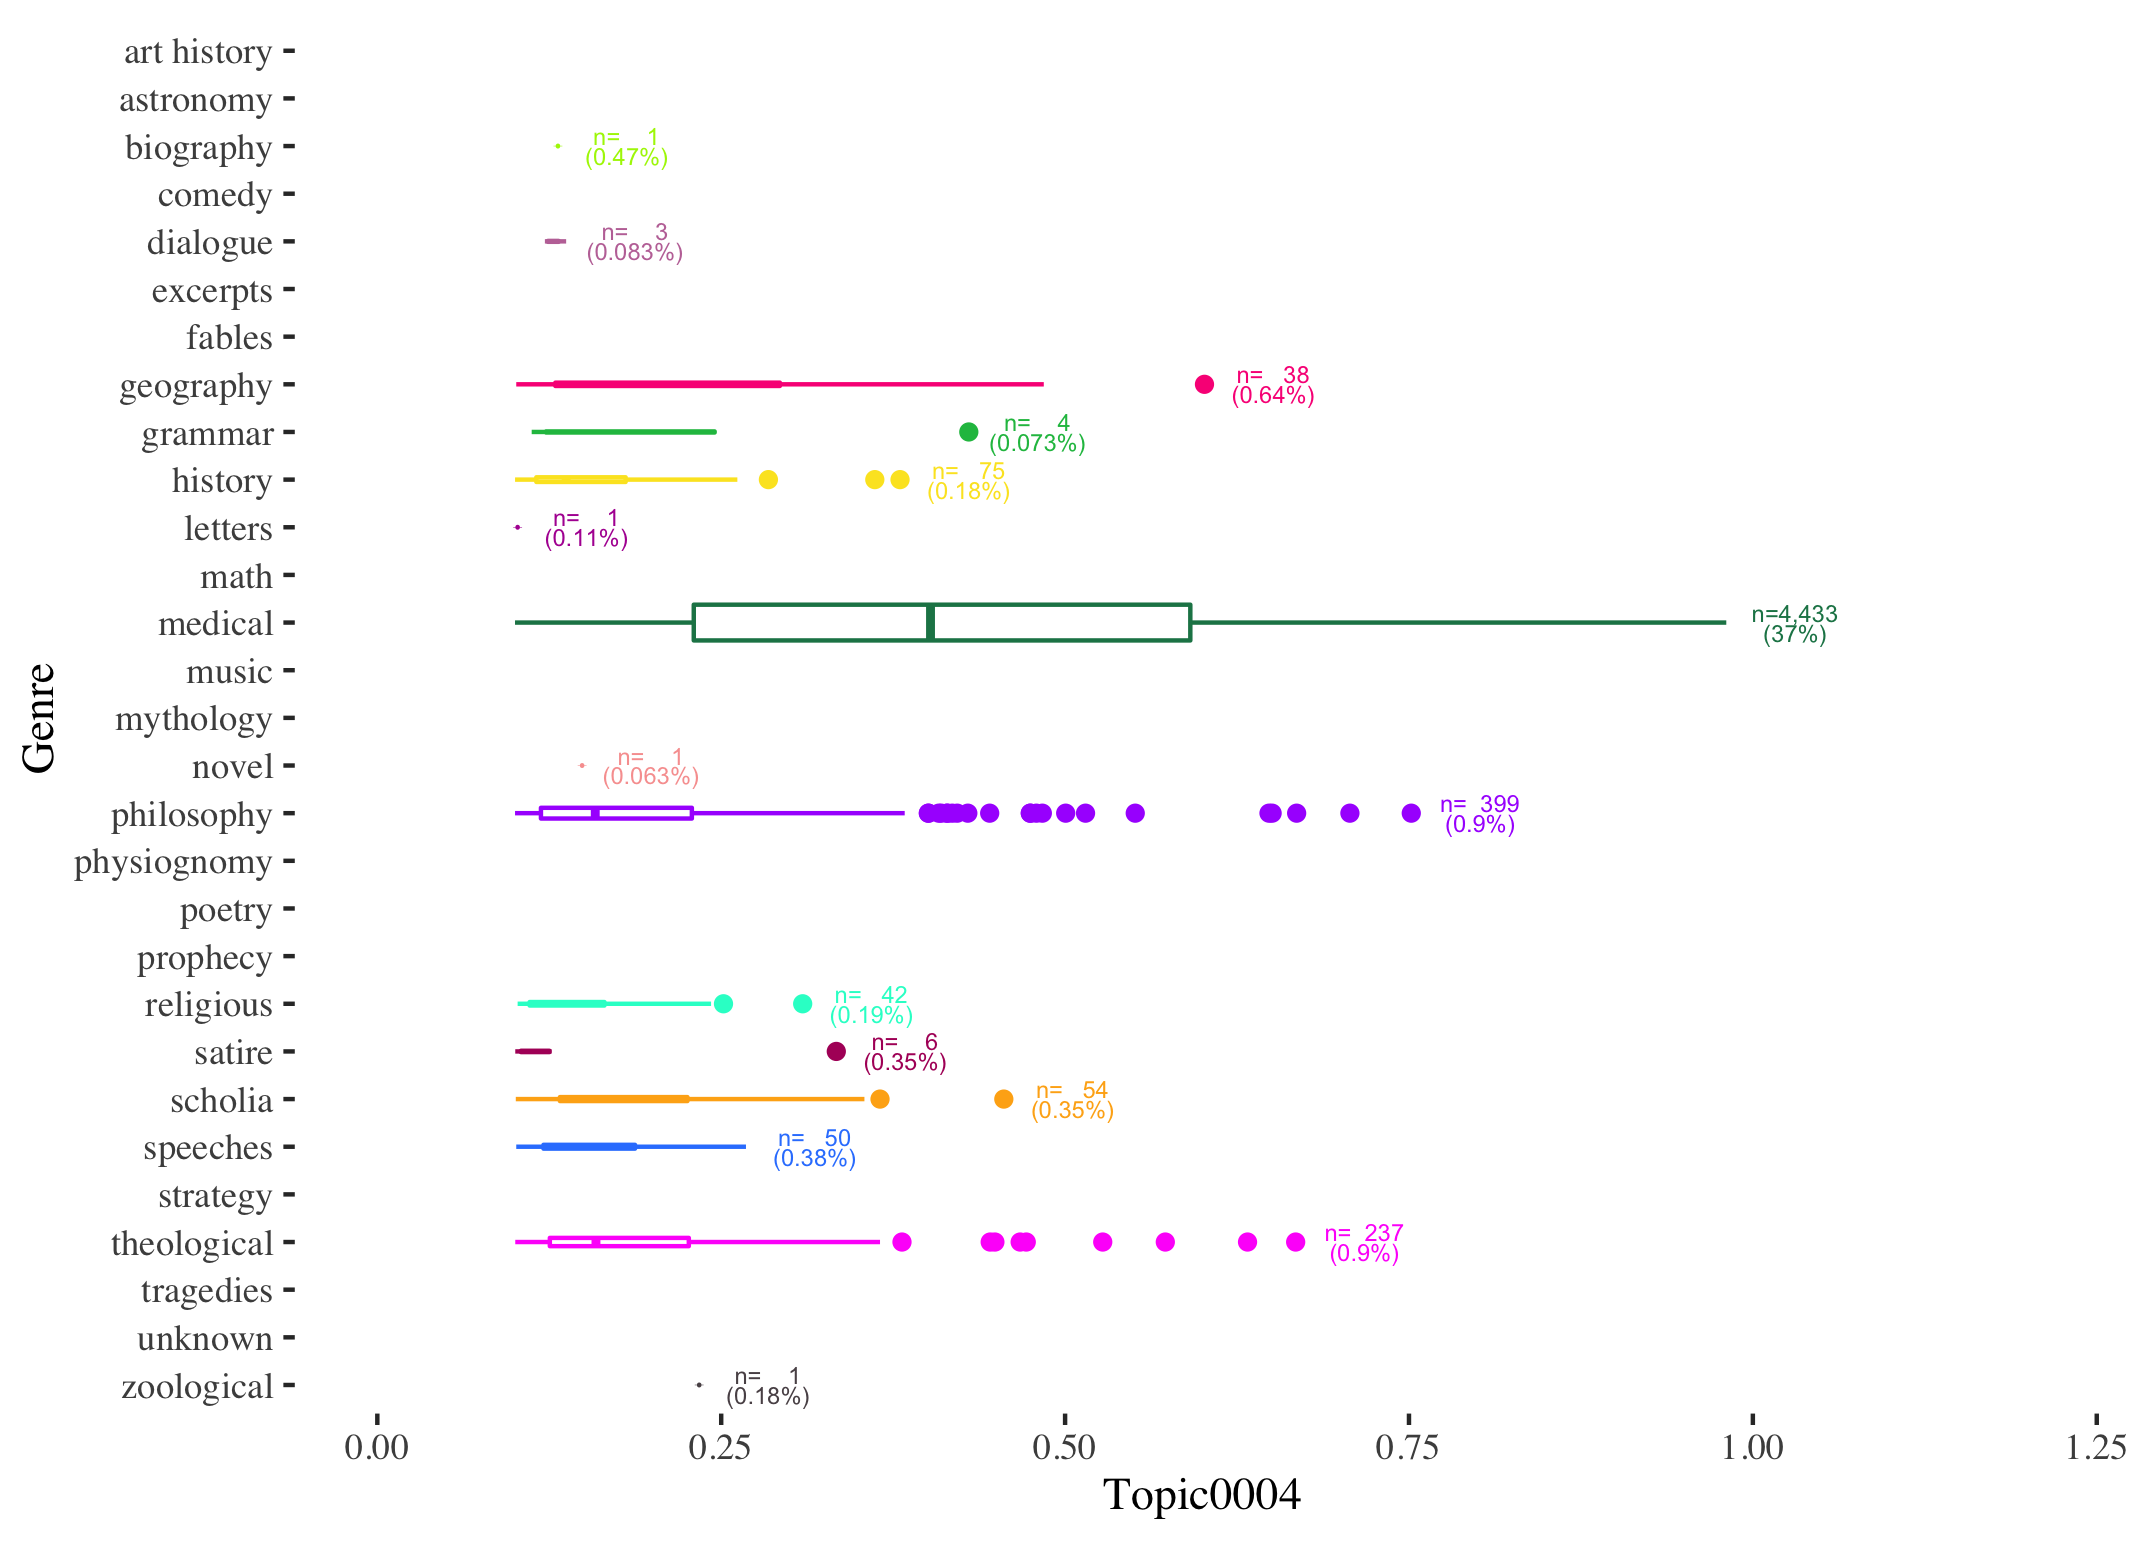 art history
astronomy
biography
n= 1
(0.47%)
comedy
dialogue
n= 3
(0.083%)
excerpts
fables
geography
n= 38
(0.64%)
grammar
n= 4
(0.073%)
history
n= 75
(0.18%)
letters
n= 1
(0.11%)
math
medical
n=4,433
(37%)
music
mythology
novel
n= 1
(0.063%)
philosophy
n= 399
(0.9%)
physiognomy
poetry
prophecy
religious
n= 42
(0.19%)
satire
n= 6
(0.35%)
scholia
n= 54
(0.35%)
speeches
n= 50
(0.38%)
strategy
theological
n= 237
(0.9%)
tragedies
unknown
zoological
n= 1
(0.18%)
Genre
0.00 0.25 0.50 0.75 1.00 1.25
Topic0004